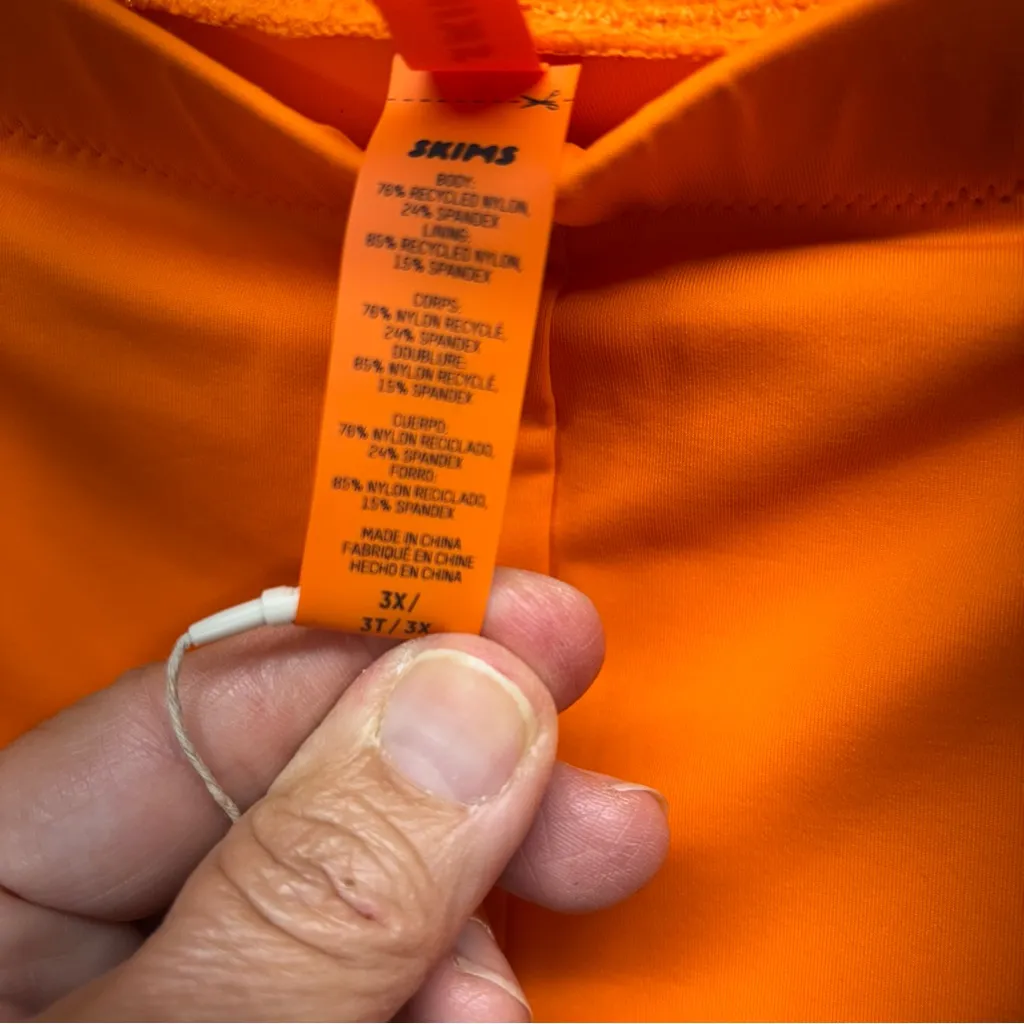 SKIMS
BODY:
76% RECYCLED NYLON,
24% SPANDEX
LINING:
85% RECYCLED NYLON,
15% SPANDEX
CORPS:
76% NYLON RECYCLÉ,
24% SPANDEX
DOUBLURE:
85% NYLON RECYCLÉ,
15% SPANDEX
CUERPO:
76% NYLON RECICLADO,
24% SPANDEX
FORRO:
85% NYLON RECICLADO,
15% SPANDEX
MADE IN CHINA
FABRIQUÉ EN CHINE
HECHO EN CHINA
3X/
3T/3X